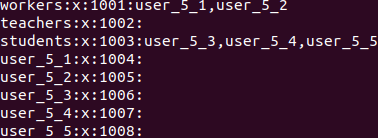 workers:x:1001:user_5_1,user_5_2
teachers:x:1002:
students:x:1003:user_5_3,user_5_4,user_5_5
user_5_1:x:1004:
user_5_2:x:1005:
user_5_3:x:1006:
user_5_4:x:1007:
user_5_5:x:1008: